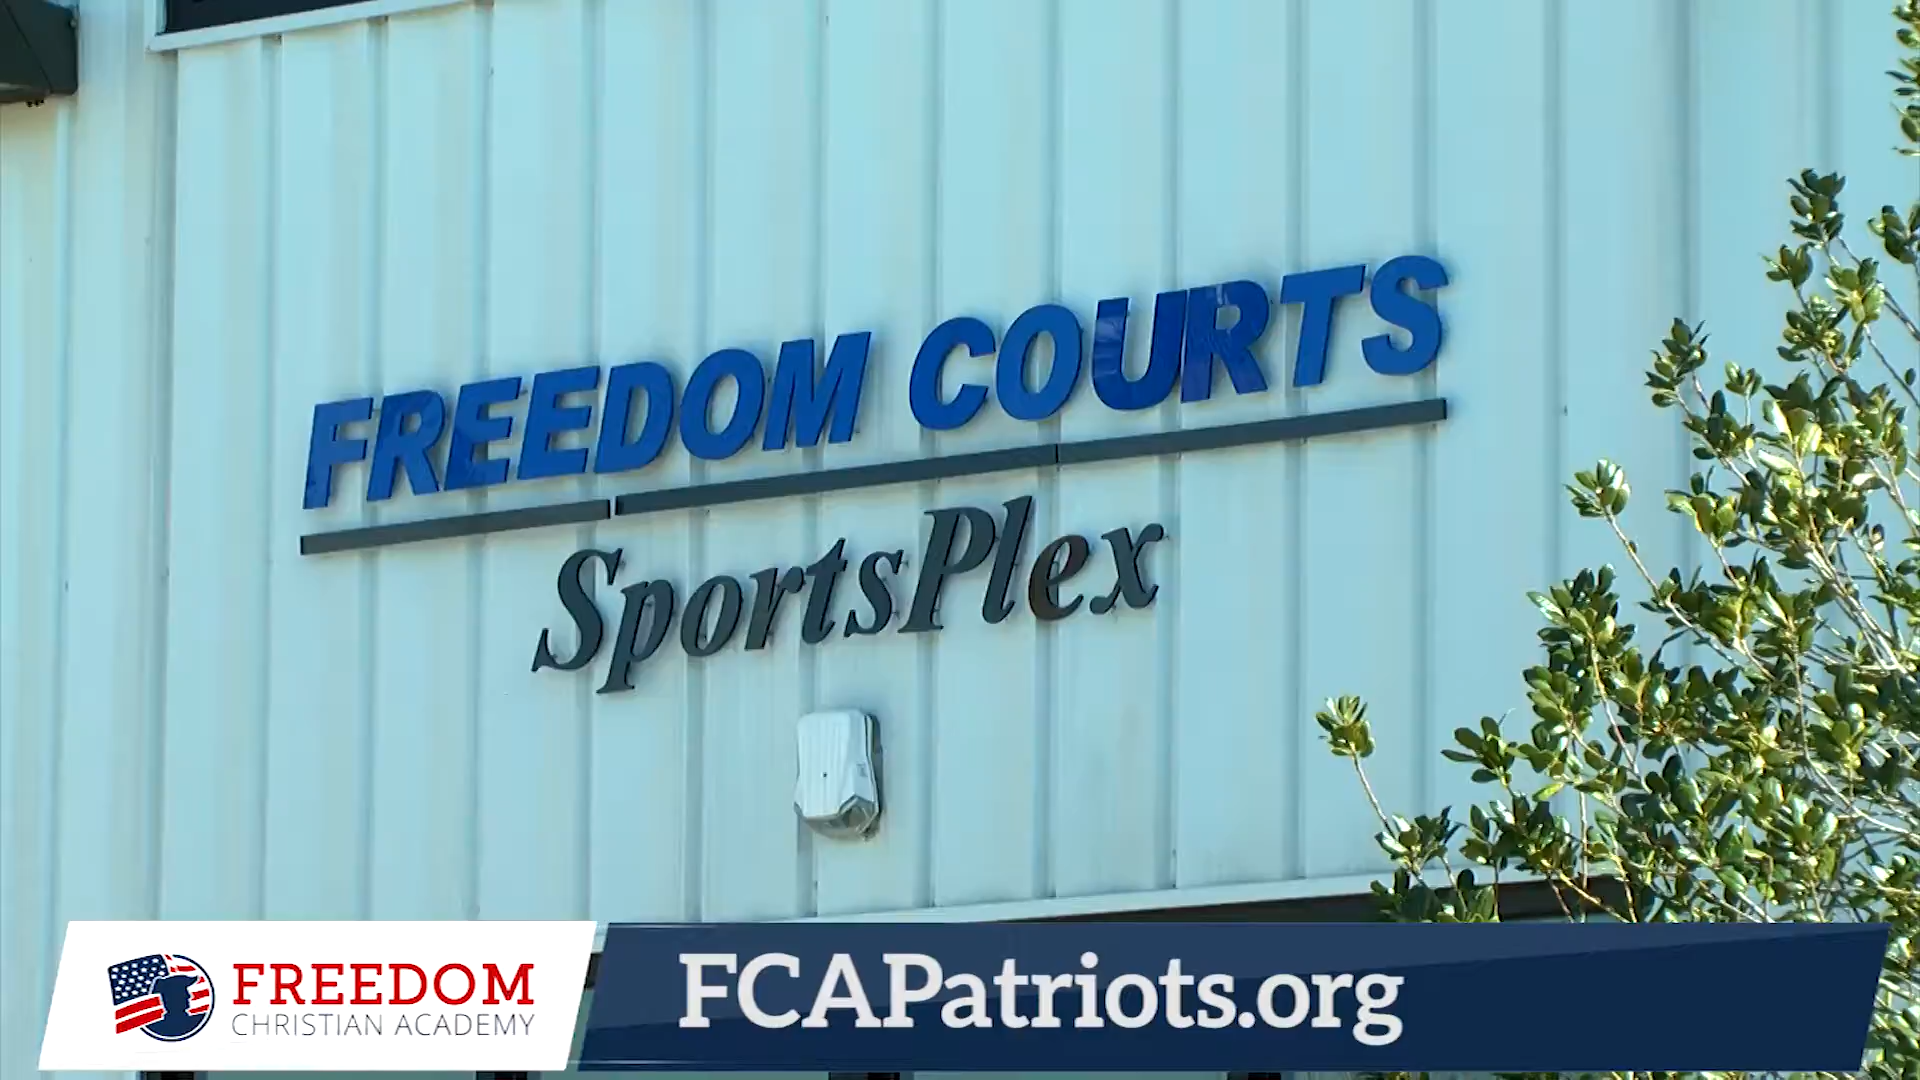 FREEDOM COURTS
SportsPlex
FREEDOM
CHRISTIAN ACADEMY
FCAPatriots.org